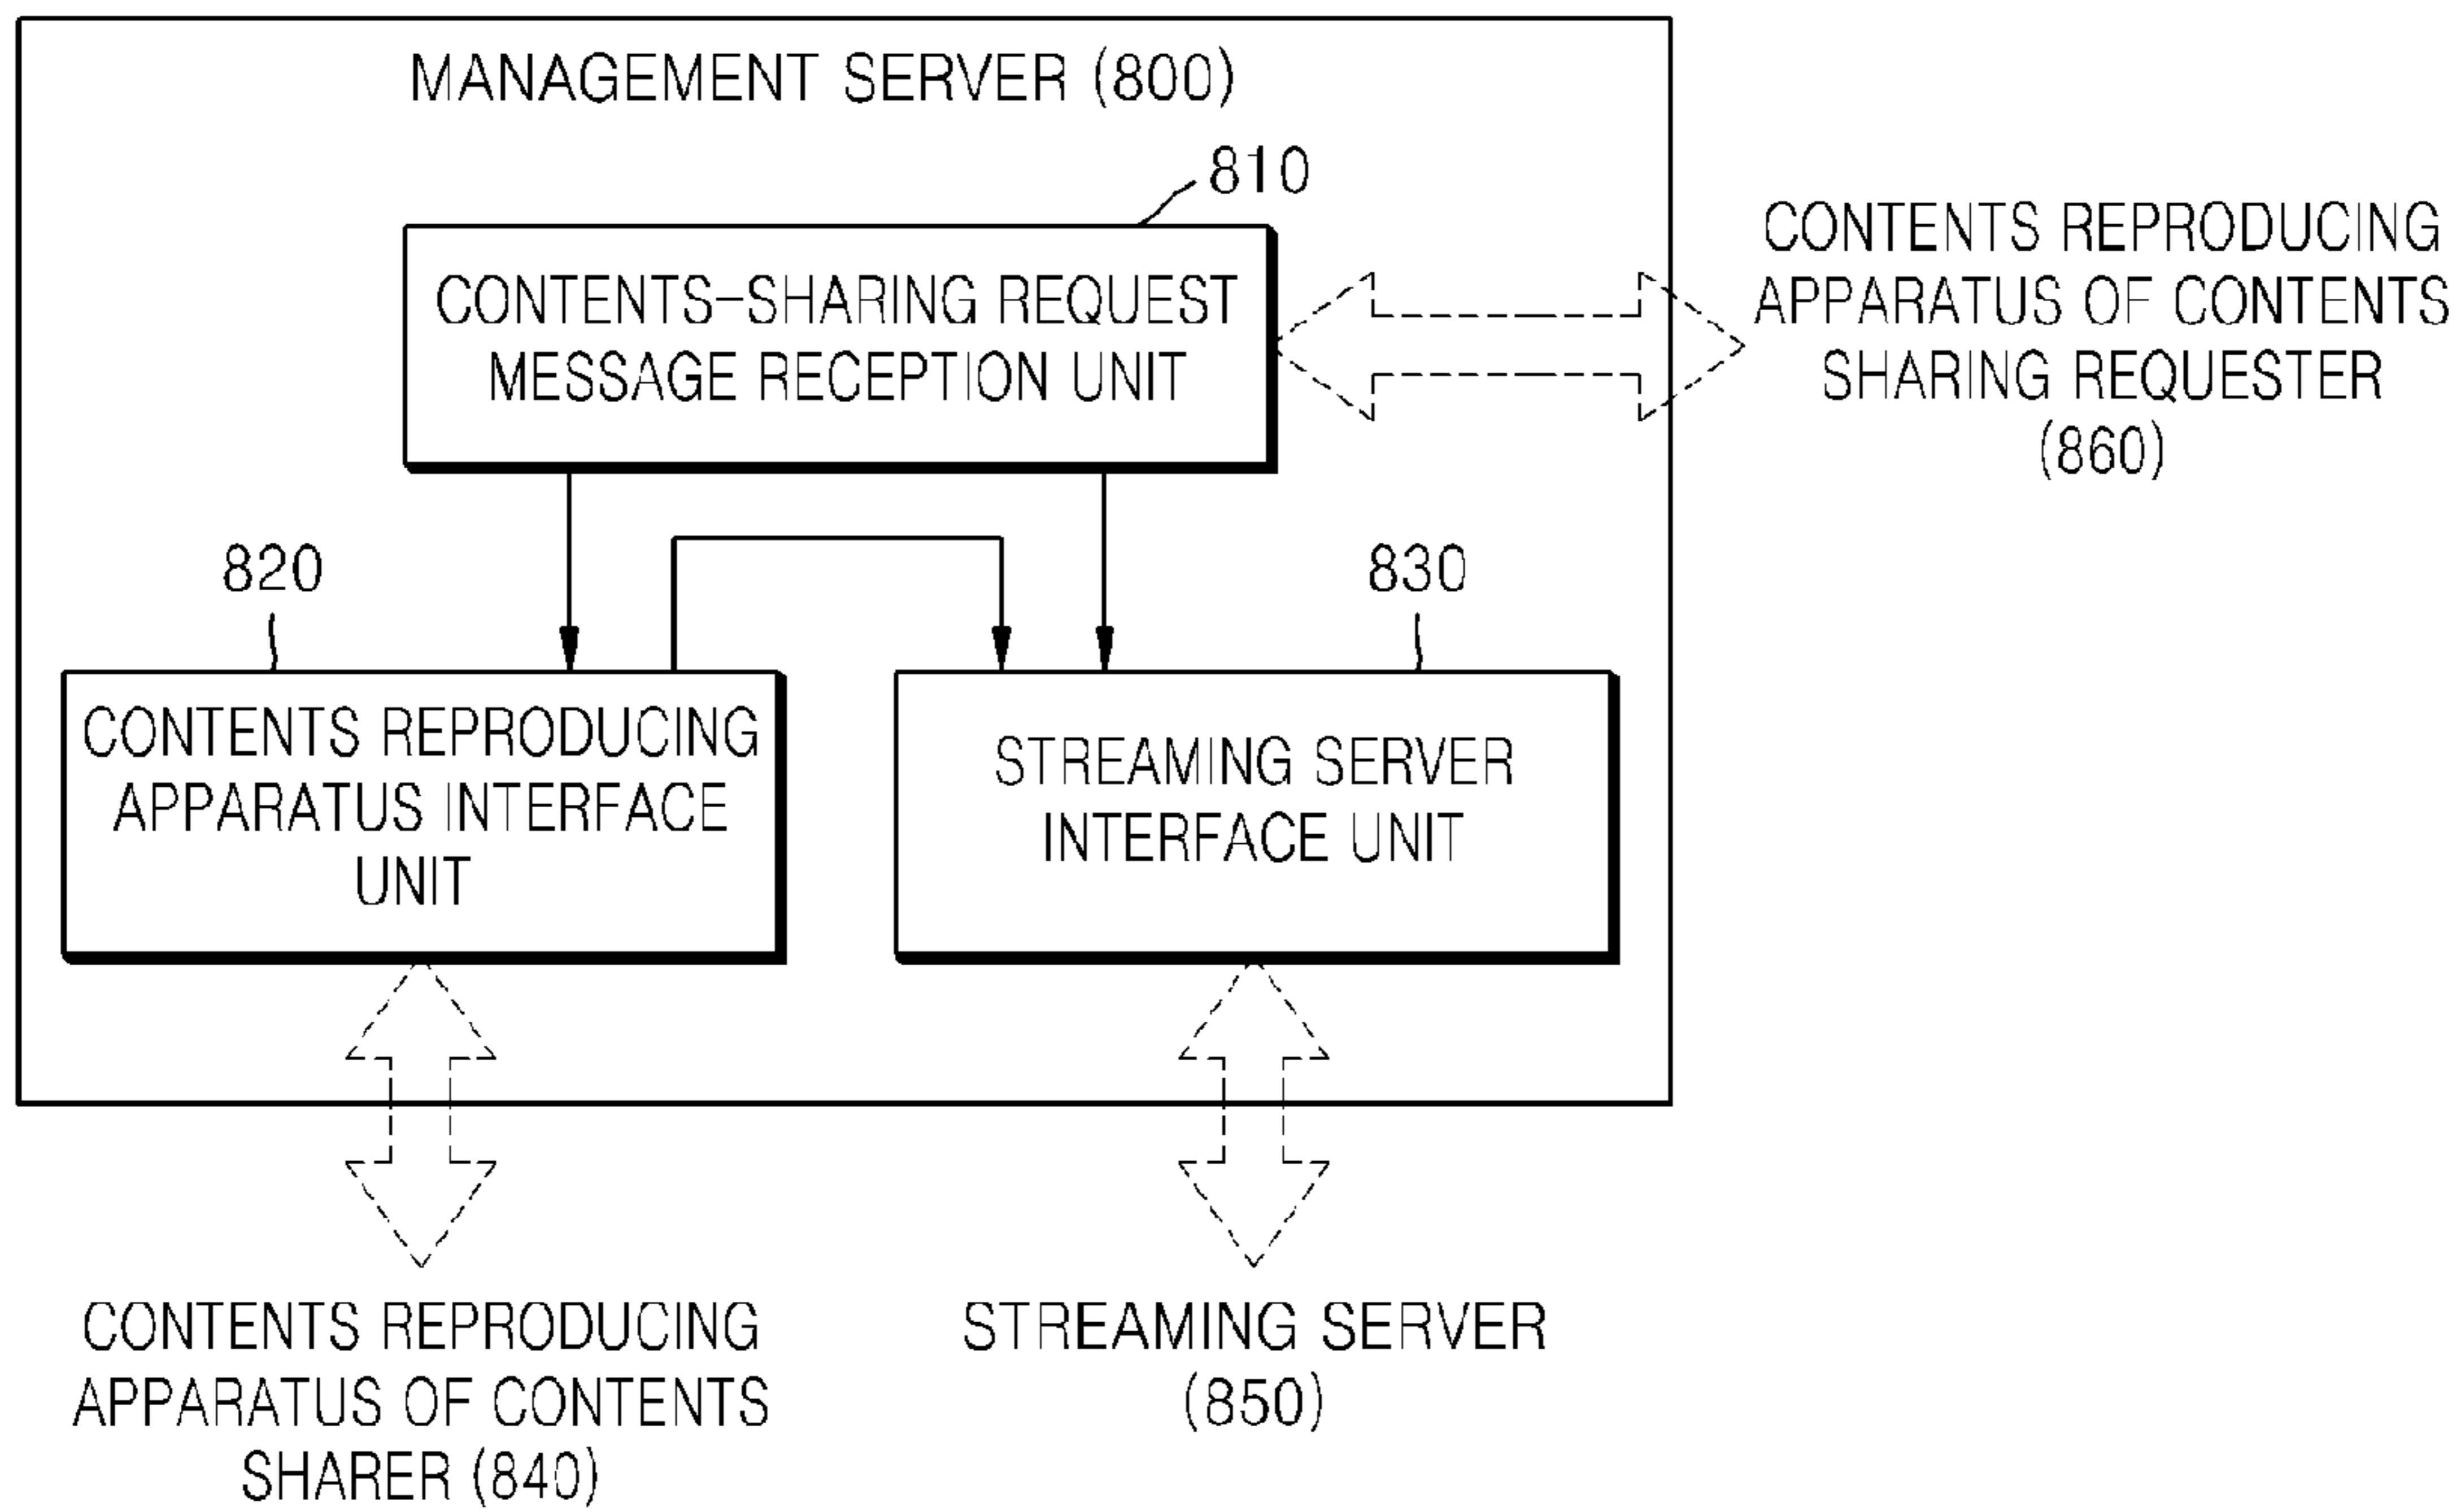 MANAGEMENT SERVER (800)
810
CONTENTS-SHARING REQUEST
MESSAGE RECEPTION UNIT
CONTENTS REPRODUCING
APPARATUS OF CONTENTS
SHARING REQUESTER
(860)
820
830
CONTENTS REPRODUCING
APPARATUS INTERFACE
UNIT
STREAMING SERVER
INTERFACE UNIT
CONTENTS REPRODUCING
APPARATUS OF CONTENTS
SHARER (840)
STREAMING SERVER
(850)